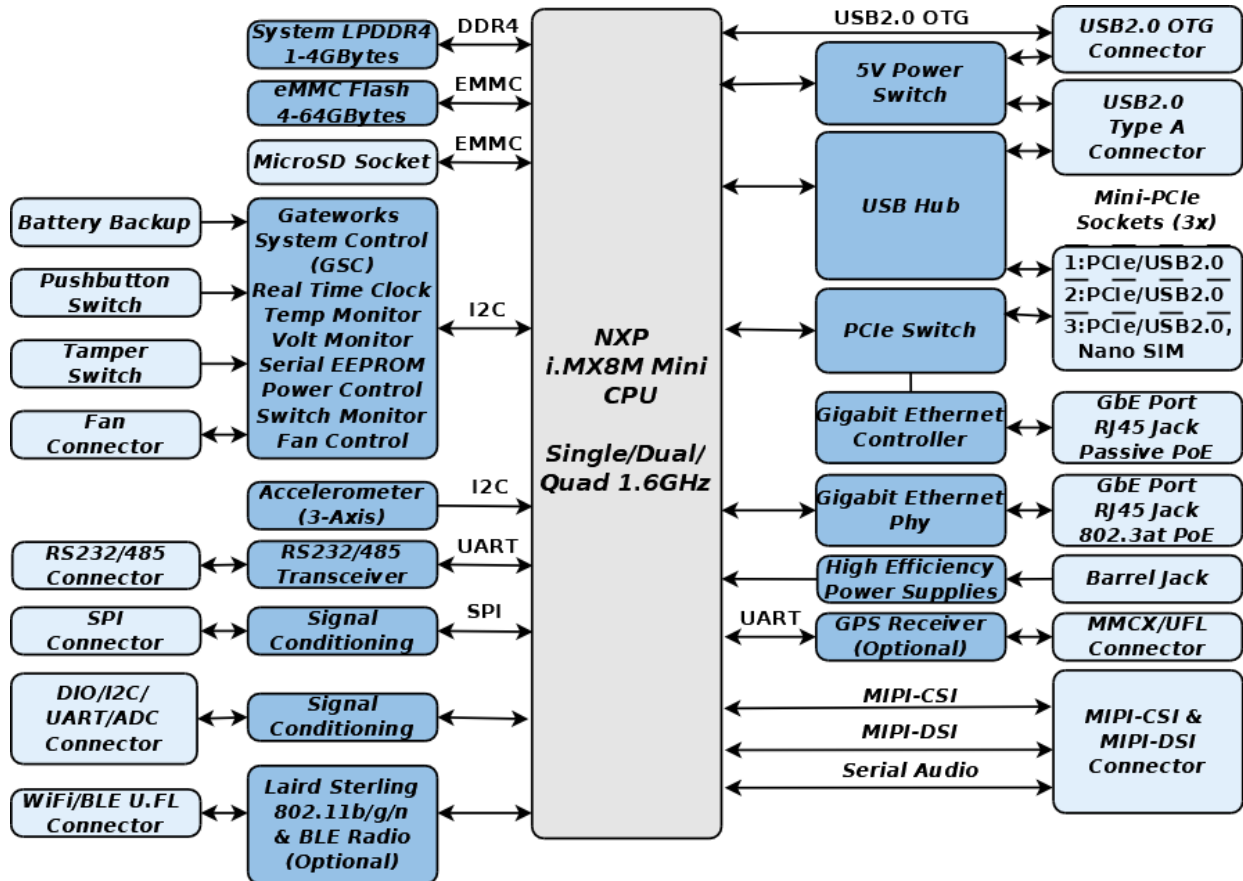 System LPDDR4
1-4GBytes
DDR4
eMMC Flash
4-64GBytes
EMMC
MicroSD Socket
EMMC
Battery Backup
Pushbutton
Switch
Tamper
Switch
Fan
Connector
Gateworks
System Control
(GSC)
Real Time Clock
Temp Monitor
Volt Monitor
Serial EEPROM
Power Control
Switch Monitor
Fan Control
I2C
Accelerometer
(3-Axis)
I2C
RS232/485
Connector
RS232/485
Transceiver
UART
SPI
Connector
Signal
Conditioning
SPI
DIO/I2C/
UART/ADC
Connector
Signal
Conditioning
WiFi/BLE U.FL
Connector
Laird Sterling
802.11b/g/n
& BLE Radio
(Optional)
NXP
i.MX8M Mini
CPU
Single/Dual/
Quad 1.6GHz
USB2.0 OTG
USB2.0 OTG
Connector
5V Power
Switch
USB2.0
Type A
Connector
USB Hub
Mini-PCIe
Sockets (3x)
1:PCIe/USB2.0
2:PCIe/USB2.0
3:PCIe/USB2.0,
Nano SIM
PCIe Switch
Gigabit Ethernet
Controller
GbE Port
RJ45 Jack
Passive PoE
Gigabit Ethernet
Phy
GbE Port
RJ45 Jack
802.3at PoE
High Efficiency
Power Supplies
Barrel Jack
UART
GPS Receiver
(Optional)
MMCX/UFL
Connector
MIPI-CSI
MIPI-DSI
Serial Audio
MIPI-CSI &
MIPI-DSI
Connector